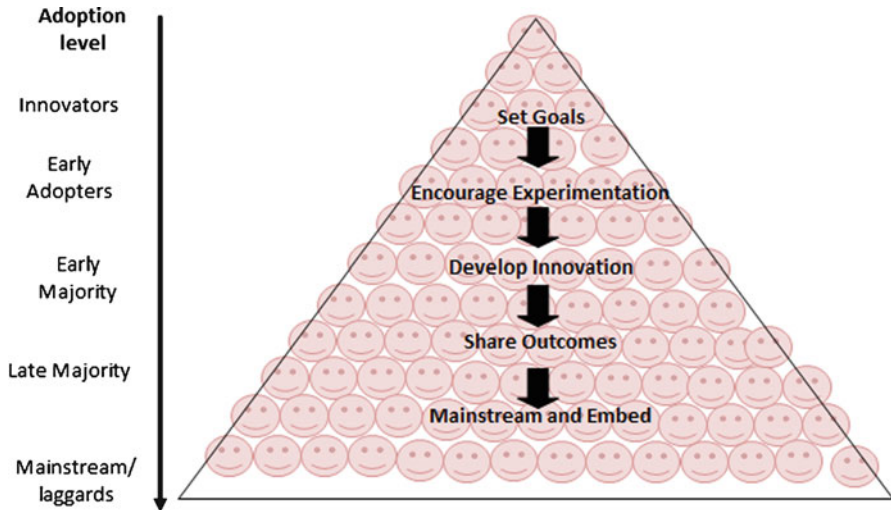 Adoption
level
Innovators
Early
Adopters
Early
Majority
Late Majority
Mainstream/
laggards
Set Goals
Encourage Experimentation
Develop Innovation
Share Outcomes
Mainstream and Embed